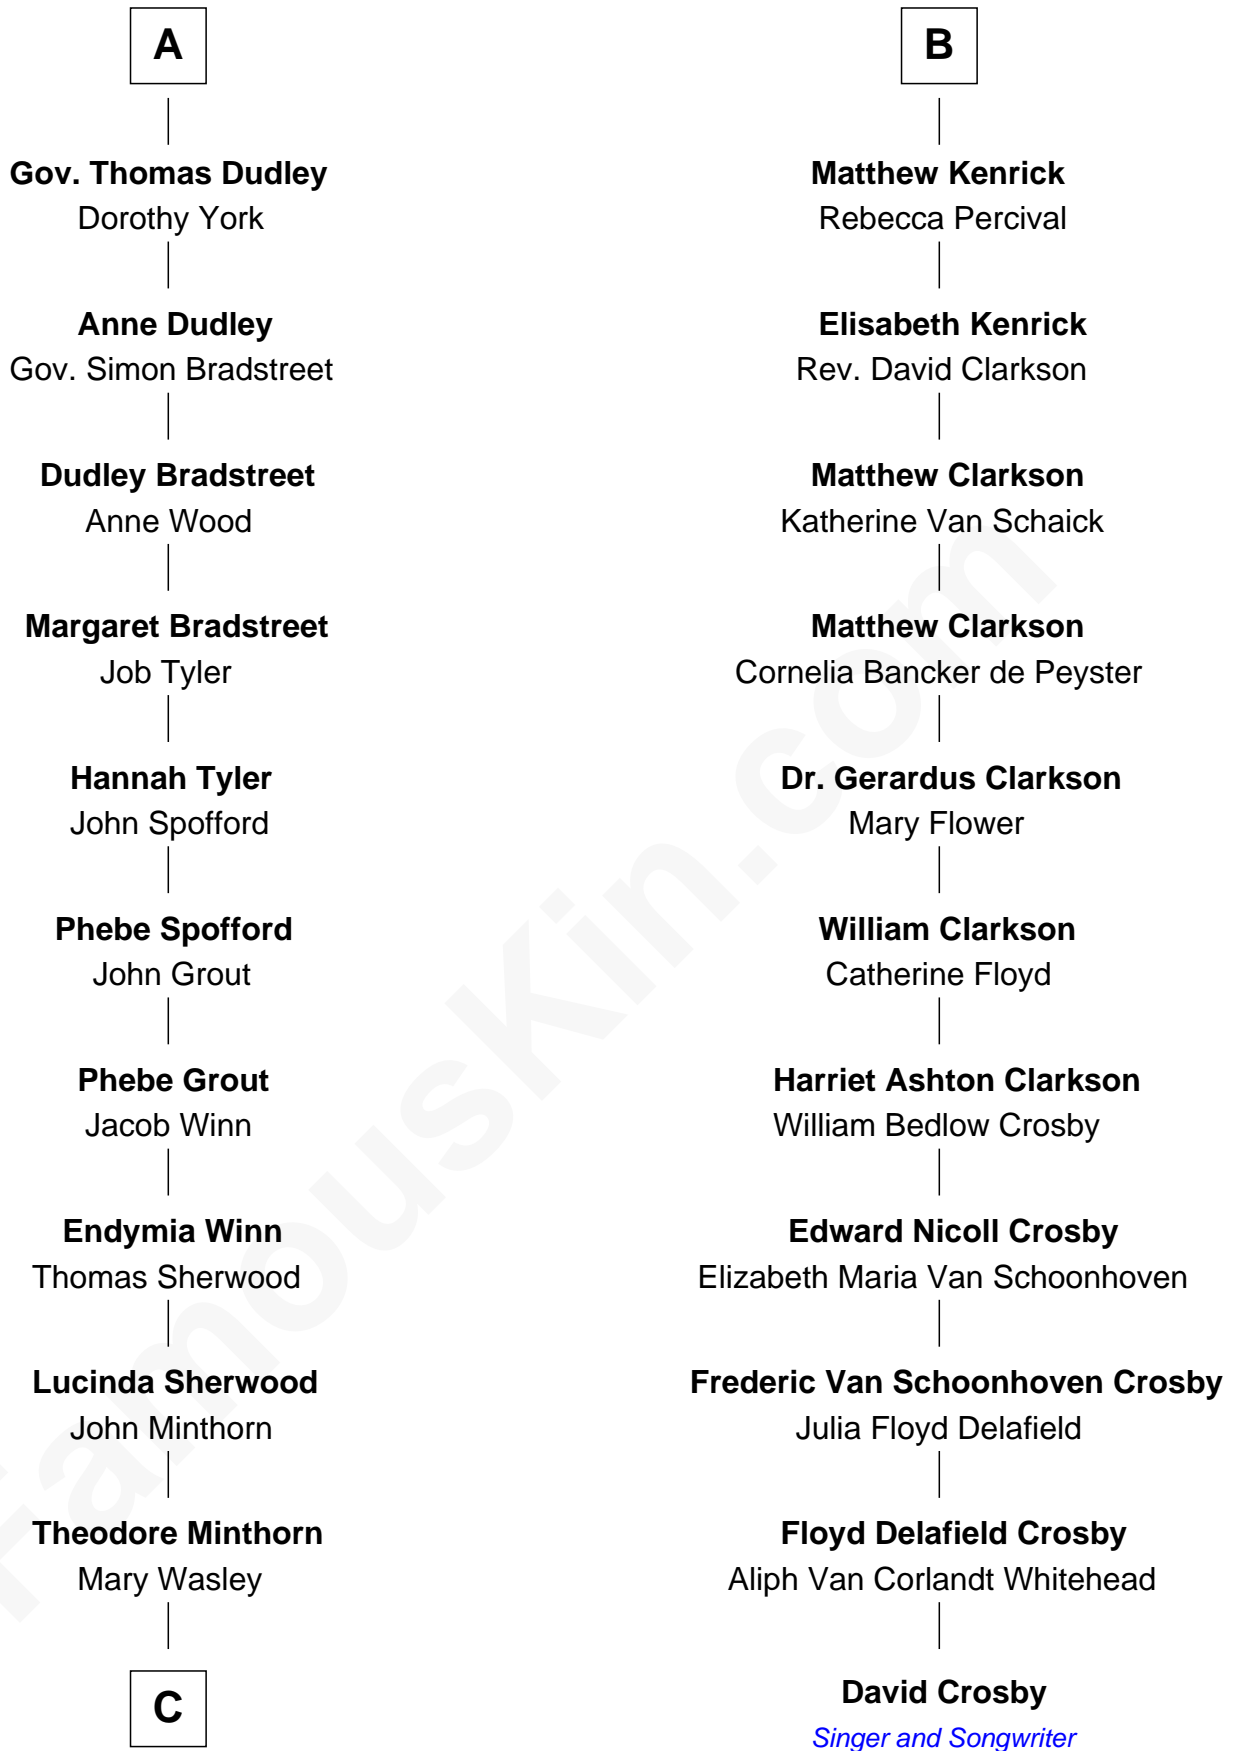 A
Gov. Thomas Dudley
Dorothy York
Anne Dudley
Gov. Simon Bradstreet
Dudley Bradstreet
Anne Wood
Margaret Bradstreet
Job Tyler
Hannah Tyler
John Spofford
Phebe Spofford
John Grout
Phebe Grout
Jacob Winn
Endymia Winn
Thomas Sherwood
Lucinda Sherwood
John Minthorn
Theodore Minthorn
Mary Wasley
C
B
Matthew Kenrick
Rebecca Percival
Elisabeth Kenrick
Rev. David Clarkson
Matthew Clarkson
Katherine Van Schaick
Matthew Clarkson
Cornelia Bancker de Peyster
Dr. Gerardus Clarkson
Mary Flower
William Clarkson
Catherine Floyd
Harriet Ashton Clarkson
William Bedlow Crosby
Edward Nicoll Crosby
Elizabeth Maria Van Schoonhoven
Frederic Van Schoonhoven Crosby
Julia Floyd Delafield
Floyd Delafield Crosby
Aliph Van Corlandt Whitehead
David Crosby
Singer and Songwriter
FamousKin.com